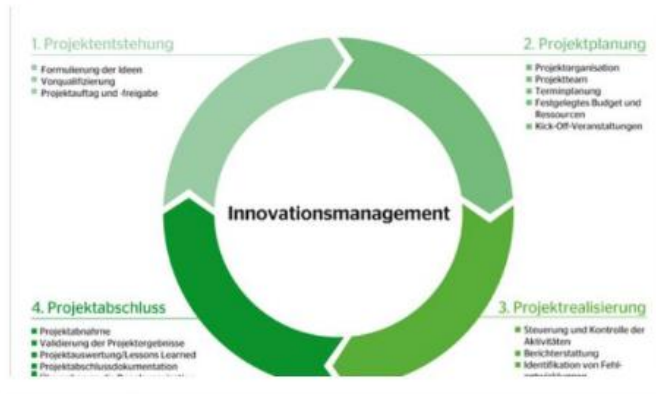 1. Projektentstehung
Formulierung der Ideen
Vorqualifizierung
Projektauftag und -freigabe
2. Projektplanung
Projektorganisation
Projektteam
Terminplanung
Festgelegtes Budget und
Ressourcen
Kick-Off-Veranstaltungen
Innovationsmanagement
4. Projektabschluss
Projektabnahme
Validierung der Projektergebnisse
Projektauswertung/Lessons Learned
Projektabschlussdokumentation
3. Projektrealisierung
Steuerung und Kontrolle der
Aktivitäten
Berichterstattung
Identifikation von Fehl-